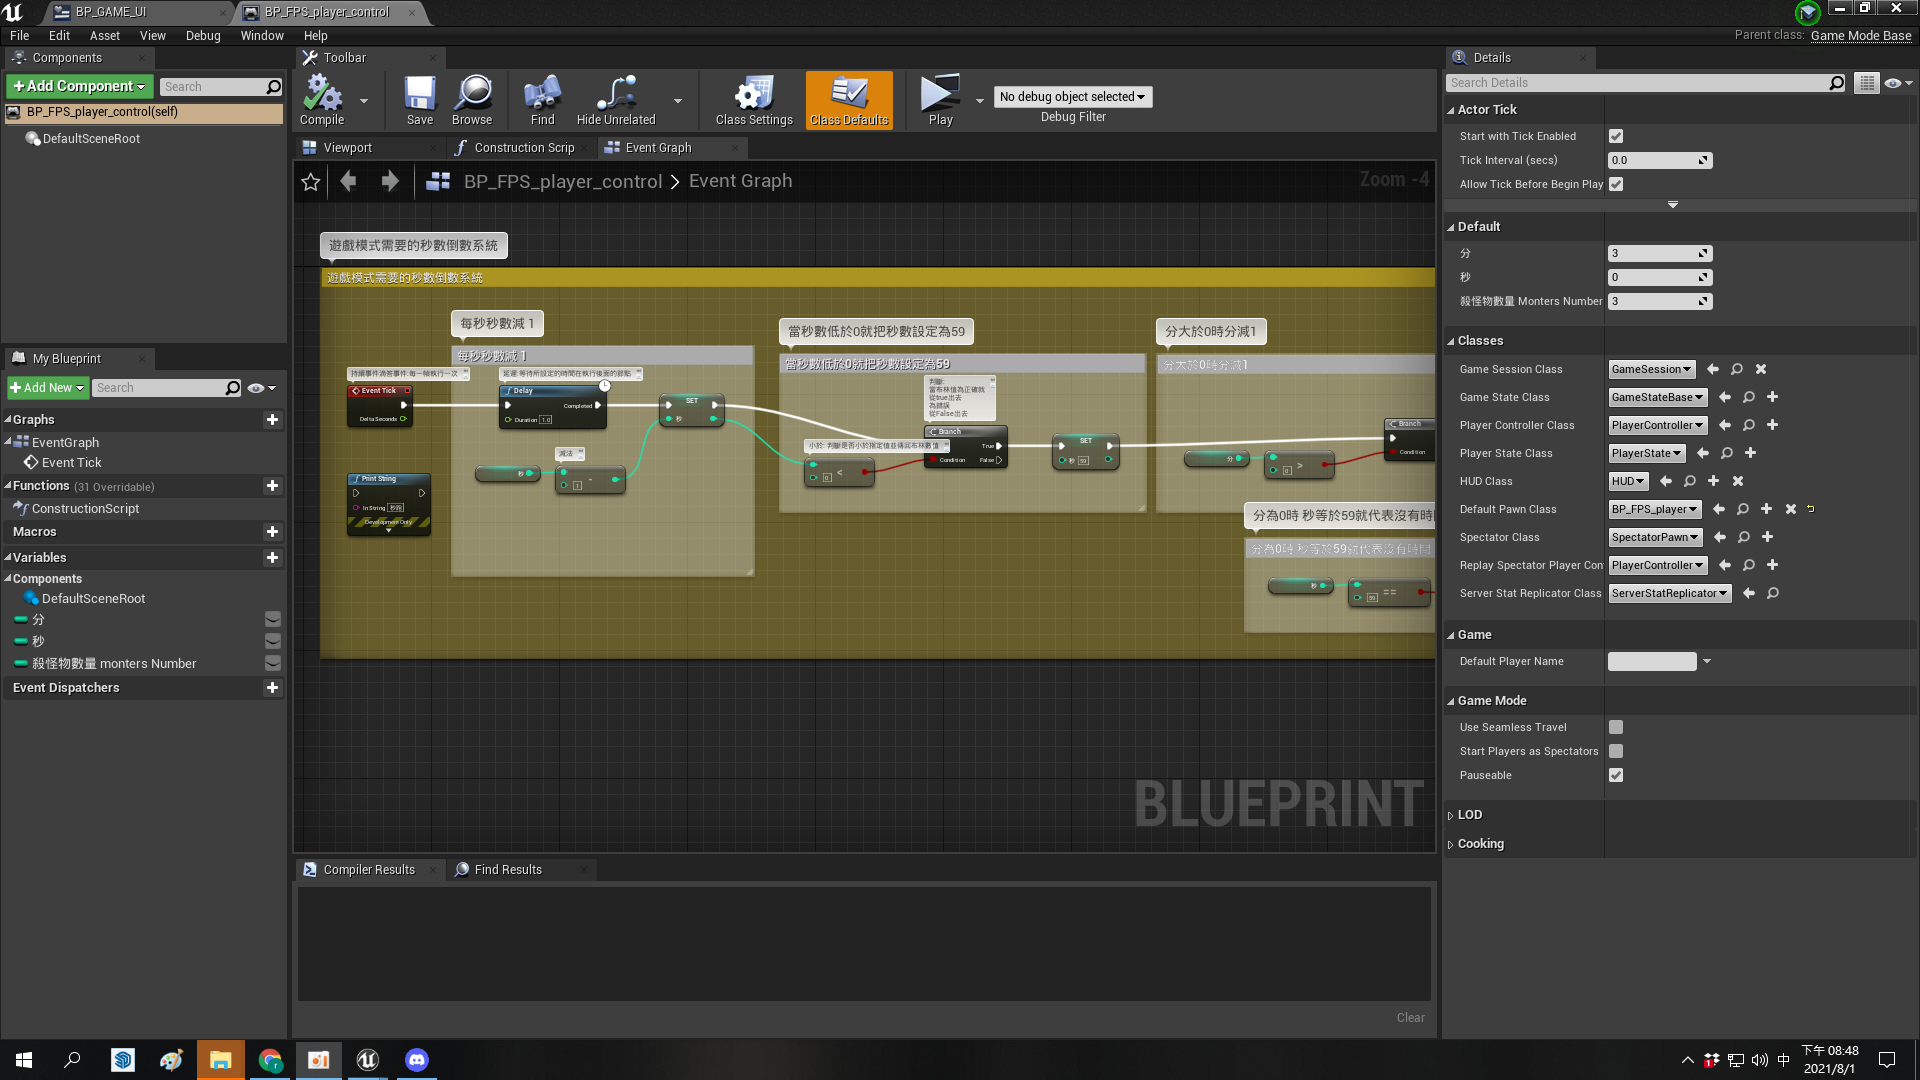 BP_GAME_UI
BP_FPS_player_control
File Edit Asset View Debug Window Help
Parent class: Game Mode Base
Components
Add Component
Search
BP_FPS_player_control(self)
DefaultSceneRoot
My Blueprint
Add New
Search
Graphs
EventGraph
Event Tick
Functions (31 Overridable)
ConstructionScript
Macros
Variables
Components
DefaultSceneRoot
分
秒
殺怪物數量 monters Number
Event Dispatchers
Toolbar
Compile
Save
Browse
Find
Hide Unrelated
Class Settings
Class Defaults
Play
No debug object selected
Debug Filter
Viewport
Construction Scrip
Event Graph
BP_FPS_player_control > Event Graph
Zoom -4
遊戲模式需要的秒數倒數系統
遊戲模式需要的秒數倒數系統
每秒秒數減 1
每秒秒數減 1
當秒數低於0就把秒數設定為59
當秒數低於0就把秒數設定為59
分大於0時分減1
分大於0時分減1
持續事件滴答事件:每一幀執行一次
Event Tick
Delta Seconds
延遲:等待所設定的時間在執行後面的節點
Delay
Completed
Duration 1.0
SET
秒
判斷:
當布林值為正確就
從true出去
為錯誤
從False出去
Branch
True
Condition
False
小於: 判斷是否小於指定值並傳回布林數值
<
0
SET
秒 59
Branch
Condition
分
>
0
減法
秒
-
1
Print String
In String
Development Only
分為0時 秒等於59就代表沒有時間
分為0時 秒等於59就代表沒有時間
秒
==
59
BLUEPRINT
Compiler Results
Find Results
Clear
Details
Search Details
Actor Tick
Start with Tick Enabled
Tick Interval (secs) 0.0
Allow Tick Before Begin Play
Default
分 3
秒 0
殺怪物數量 Monters Number 3
Classes
Game Session Class GameSession
Game State Class GameStateBase
Player Controller Class PlayerController
Player State Class PlayerState
HUD Class HUD
Default Pawn Class BP_FPS_player
Spectator Class SpectatorPawn
Replay Spectator Player Con PlayerController
Server Stat Replicator Class ServerStatReplicator
Game
Default Player Name
Game Mode
Use Seamless Travel
Start Players as Spectators
Pauseable
LOD
Cooking
中
下午 08:48
2021/8/1